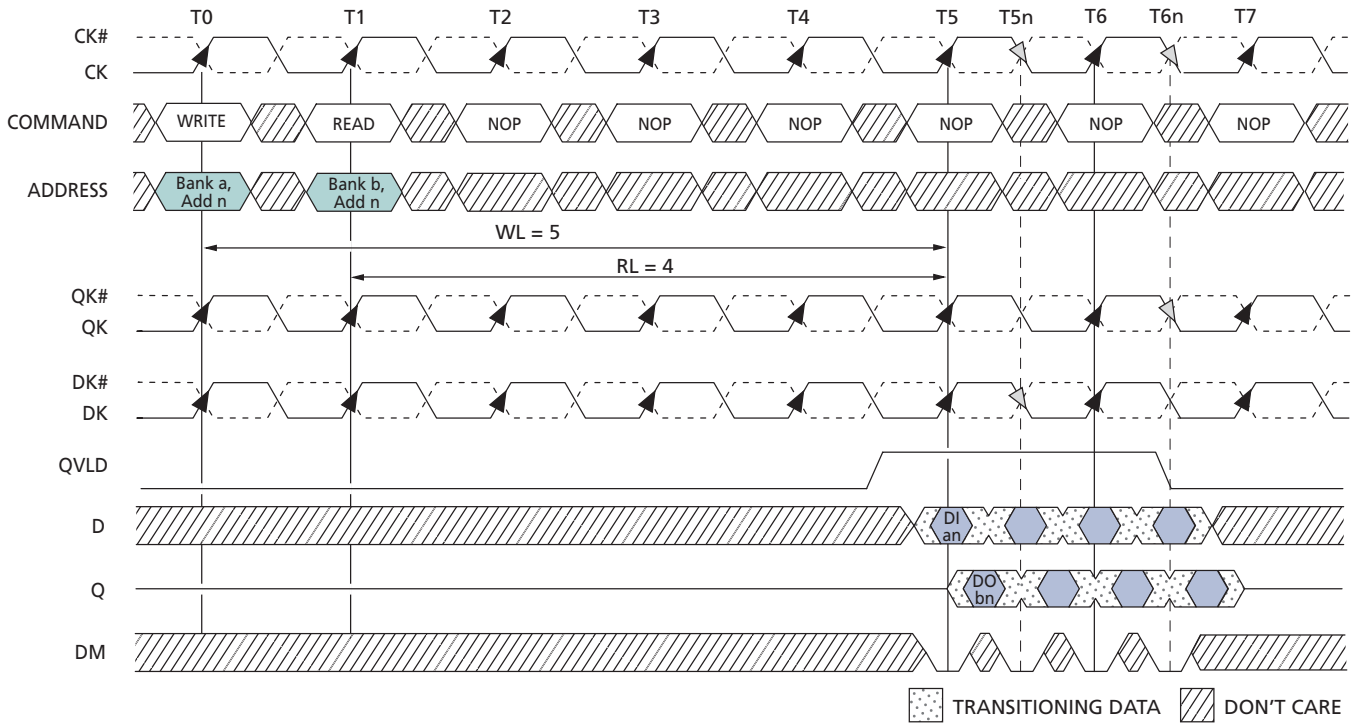 T0 T1 T2 T3 T4 T5 T5n T6 T6n T7
CK#
CK
COMMAND WRITE READ NOP NOP NOP NOP NOP NOP
ADDRESS Bank a, Add n Bank b, Add n
WL = 5
RL = 4
QK#
QK
DK#
DK
QVLD
D DI an
Q DO bn
DM
TRANSITIONING DATA DON'T CARE